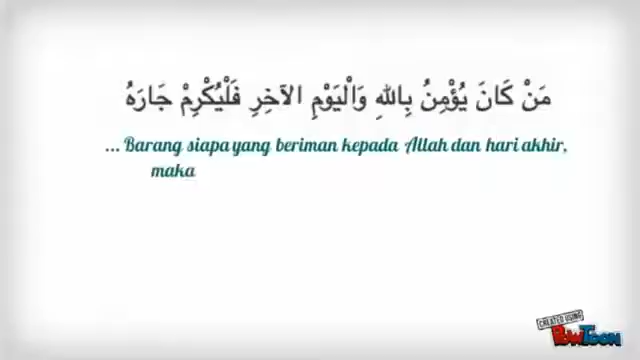 مَنْ كَانَ يُؤْمِنُ بِاللهِ وَالْيَوْمِ الآخِرِ فَلْيُكْرِمْ جَارَهُ
... Barang siapa yang beriman kepada Allah dan hari akhir,
maka
CREATED USING
POWTOON